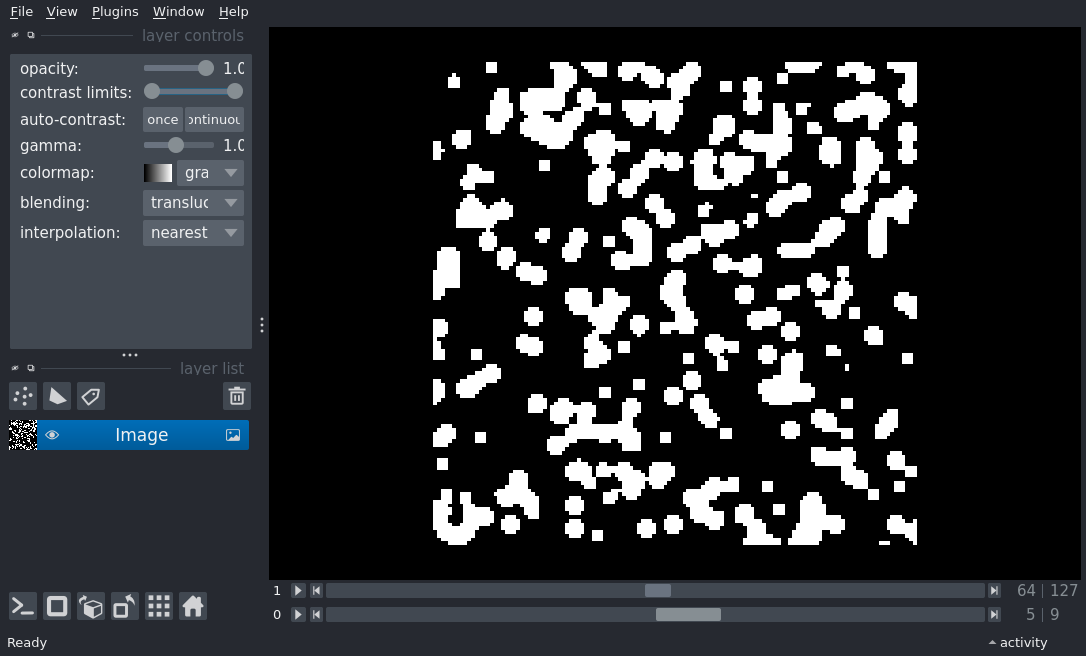 File View Plugins Window Help
layer controls
opacity: 1.0
contrast limits:
auto-contrast: once ontinuou
gamma: 1.0
colormap: gra
blending: transluc
interpolation: nearest
layer list
Image
1 64 | 127
0 5 | 9
Ready activity